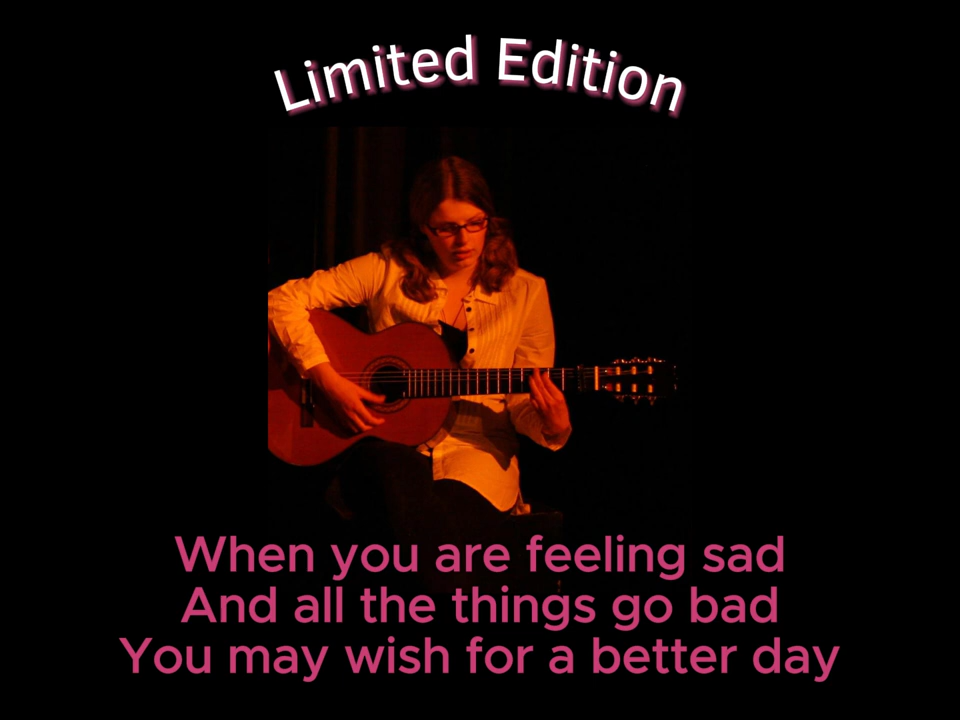 Limited Edition
When you are feeling sad
And all the things go bad
You may wish for a better day